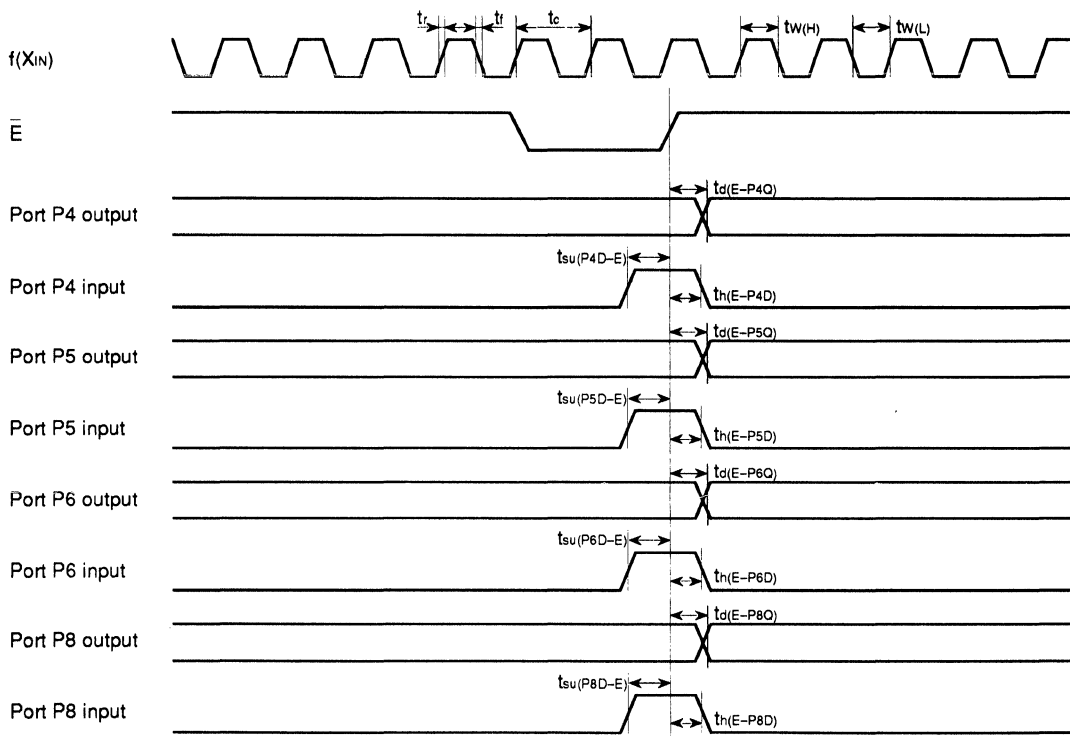 tr tf tc tW(H) tW(L)
f(XIN)
E̅
td(E–P4Q)
Port P4 output
tsu(P4D–E)
Port P4 input
th(E–P4D)
td(E–P5Q)
Port P5 output
tsu(P5D–E)
Port P5 input
th(E–P5D)
td(E–P6Q)
Port P6 output
tsu(P6D–E)
Port P6 input
th(E–P6D)
td(E–P8Q)
Port P8 output
tsu(P8D–E)
Port P8 input
th(E–P8D)